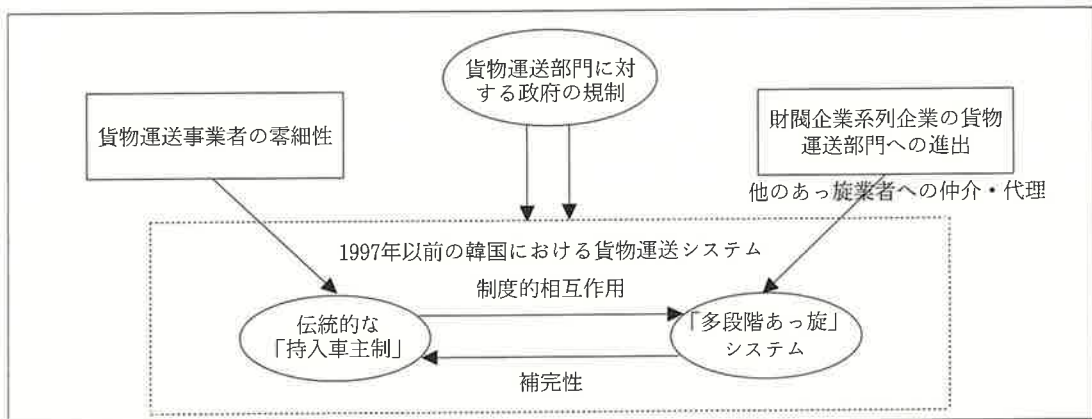 貨物運送部門に対
する政府の規制
貨物運送事業者の零細性
財閥企業系列企業の貨物
運送部門への進出
他のあっ旋業者への仲介・代理
1997年以前の韓国における貨物運送システム
制度的相互作用
伝統的な
「持入車主制」
「多段階あっ旋」
システム
補完性